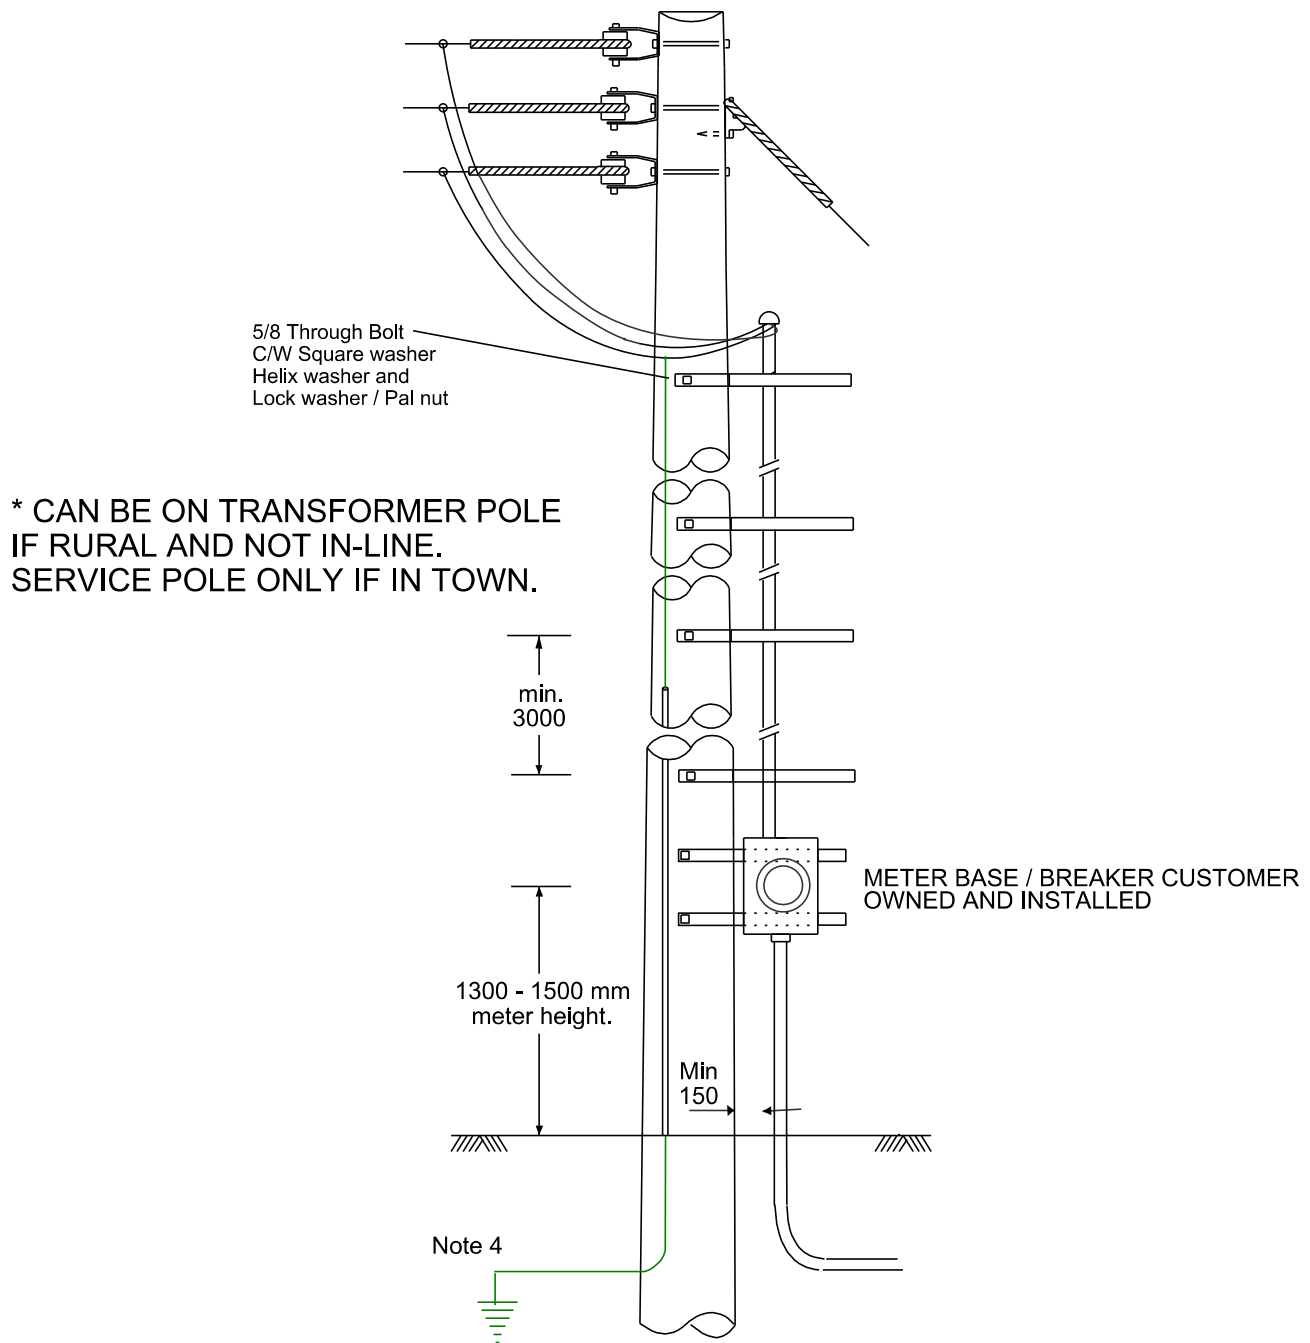 5/8 Through Bolt
C/W Square washer
Helix washer and
Lock washer / Pal nut
* CAN BE ON TRANSFORMER POLE
IF RURAL AND NOT IN-LINE.
SERVICE POLE ONLY IF IN TOWN.
min.
3000
METER BASE / BREAKER CUSTOMER
OWNED AND INSTALLED
1300 - 1500 mm
meter height.
Min
150
Note 4